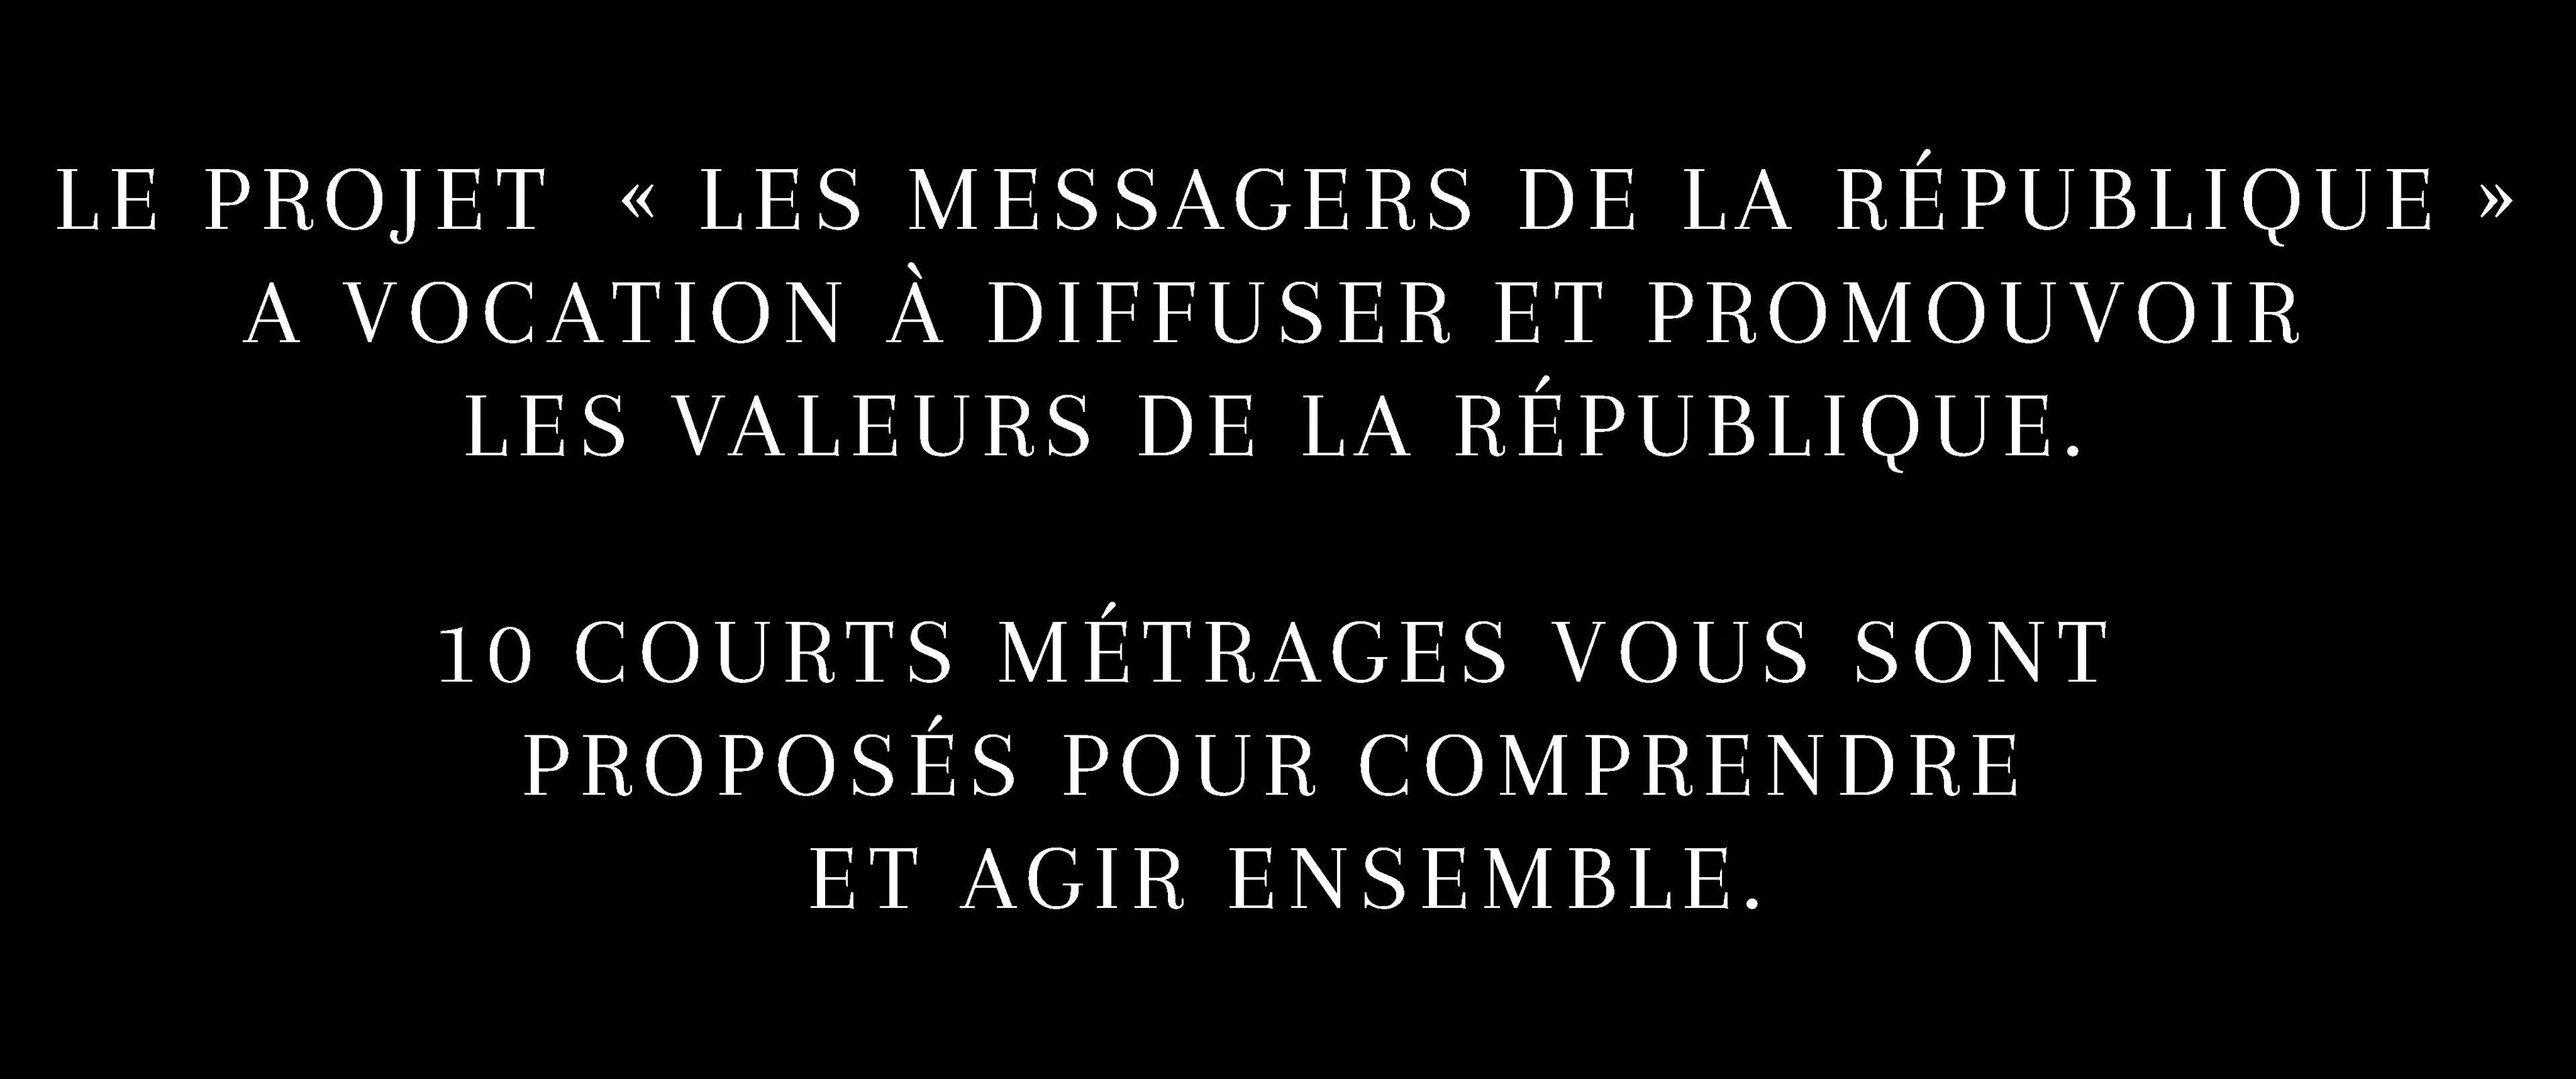 LE PROJET « LES MESSAGERS DE LA RÉPUBLIQUE »
A VOCATION À DIFFUSER ET PROMOUVOIR
LES VALEURS DE LA RÉPUBLIQUE.
10 COURTS MÉTRAGES VOUS SONT
PROPOSÉS POUR COMPRENDRE
ET AGIR ENSEMBLE.